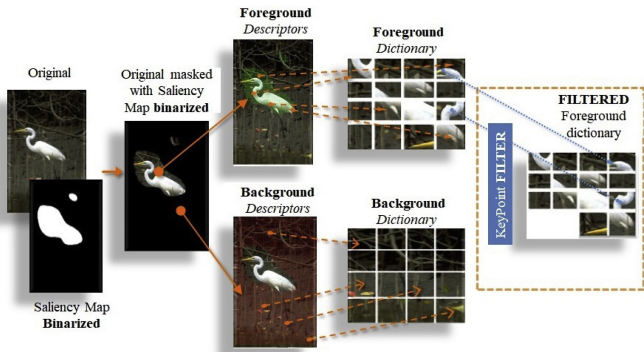 Original
Saliency Map
Binarized
Original masked
with Saliency
Map binarized
Foreground
Descriptors
Foreground
Dictionary
Background
Descriptors
Background
Dictionary
KeyPoint FILTER
FILTERED
Foreground
dictionary